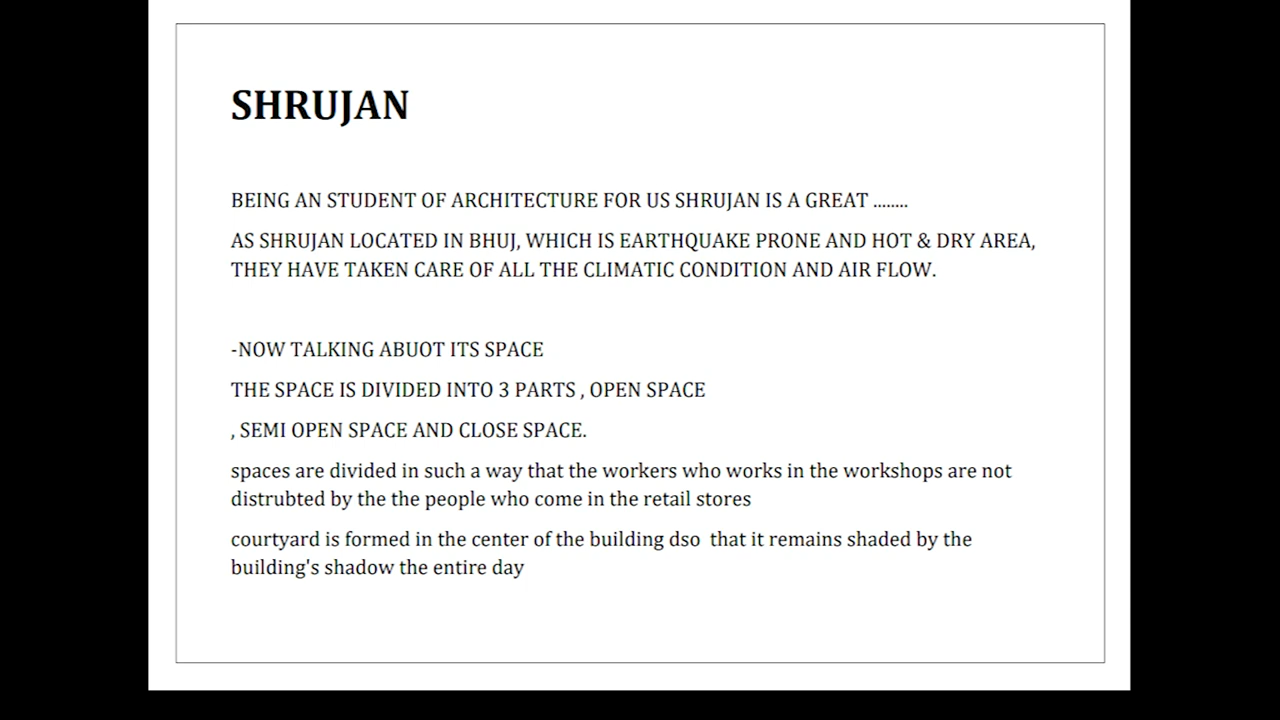 SHRUJAN
BEING AN STUDENT OF ARCHITECTURE FOR US SHRUJAN IS A GREAT ........
AS SHRUJAN LOCATED IN BHUJ, WHICH IS EARTHQUAKE PRONE AND HOT & DRY AREA,
THEY HAVE TAKEN CARE OF ALL THE CLIMATIC CONDITION AND AIR FLOW.
-NOW TALKING ABUOT ITS SPACE
THE SPACE IS DIVIDED INTO 3 PARTS , OPEN SPACE
, SEMI OPEN SPACE AND CLOSE SPACE.
spaces are divided in such a way that the workers who works in the workshops are not
distrubted by the the people who come in the retail stores
courtyard is formed in the center of the building dso  that it remains shaded by the
building's shadow the entire day